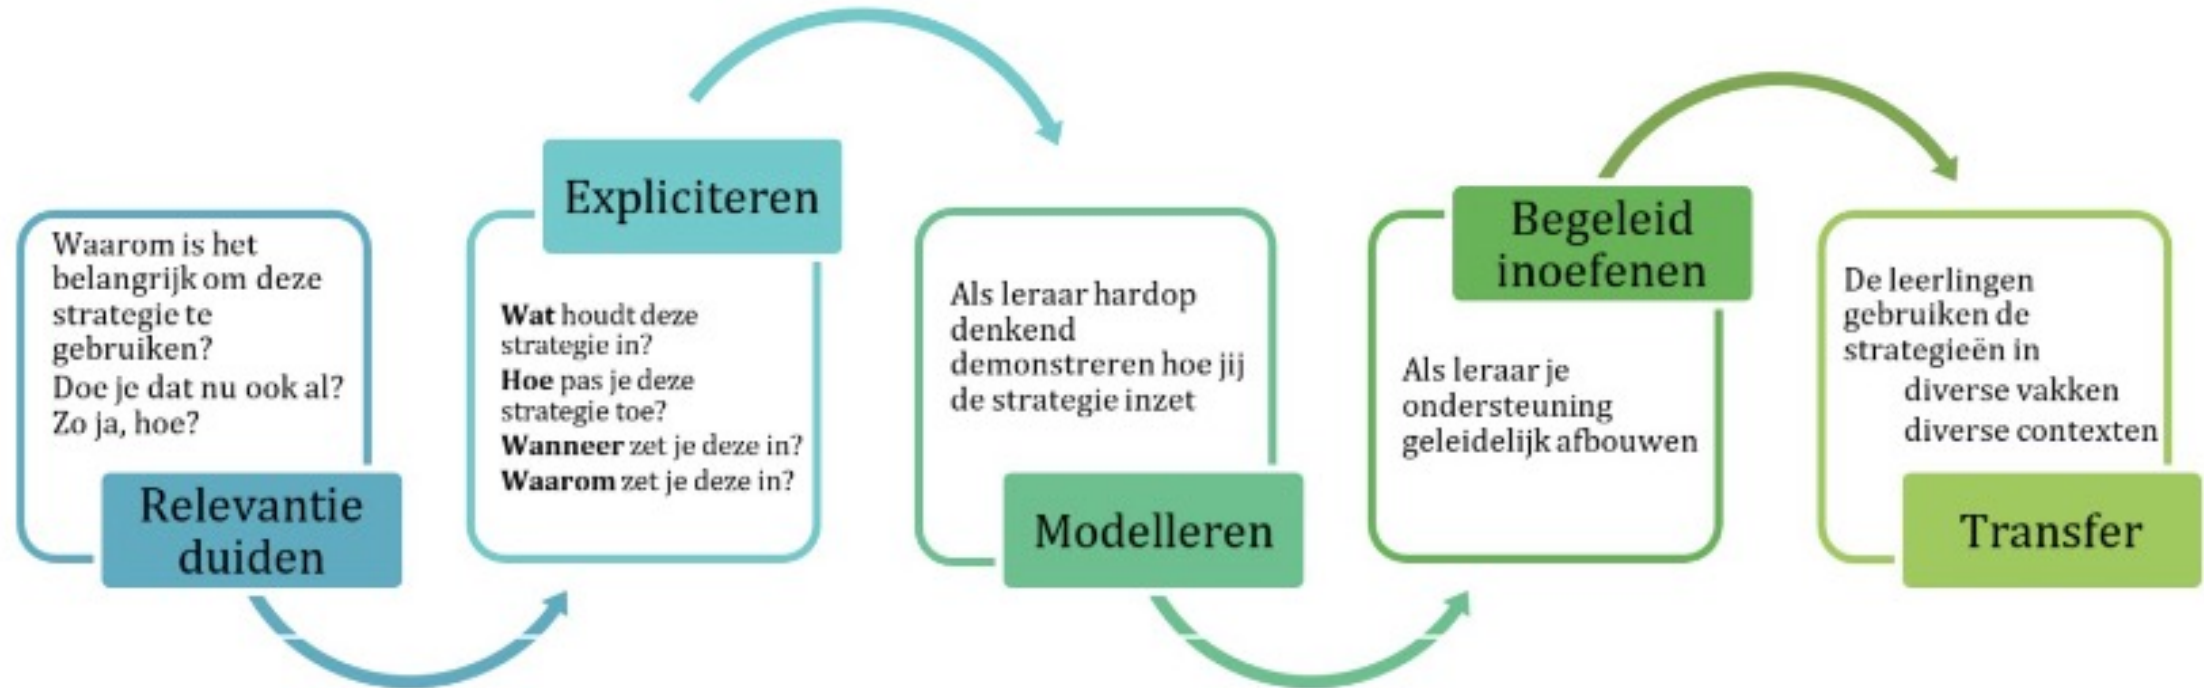 Waarom is het
belangrijk om deze
strategie te
gebruiken?
Doe je dat nu ook al?
Zo ja, hoe?
Relevantie
duiden
Expliciteren
Wat houdt deze
strategie in?
Hoe pas je deze
strategie toe?
Wanneer zet je deze in?
Waarom zet je deze in?
Als leraar hardop
denkend
demonstreren hoe jij
de strategie inzet
Modelleren
Begeleid
inoefenen
Als leraar je
ondersteuning
geleidelijk afbouwen
De leerlingen
gebruiken de
strategieën in
diverse vakken
diverse contexten
Transfer